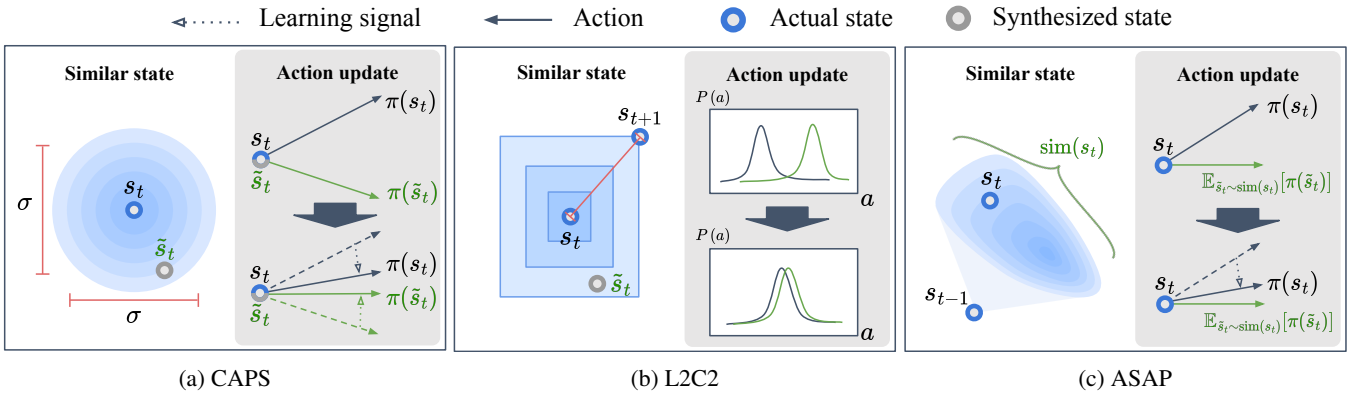 Learning signal Action Actual state Synthesized state
Similar state
Action update
σ
s_t
s̃_t
σ
s_t
s̃_t
π(s_t)
π(s̃_t)
s_t
s̃_t
π(s_t)
π(s̃_t)
(a) CAPS
Similar state
Action update
s_{t+1}
s_t
s̃_t
P(a)
a
P(a)
a
(b) L2C2
Similar state
Action update
sim(s_t)
s_t
s_{t-1}
s_t
π(s_t)
𝔼_{s̃_t∼sim(s_t)}[π(s̃_t)]
s_t
π(s_t)
𝔼_{s̃_t∼sim(s_t)}[π(s̃_t)]
(c) ASAP